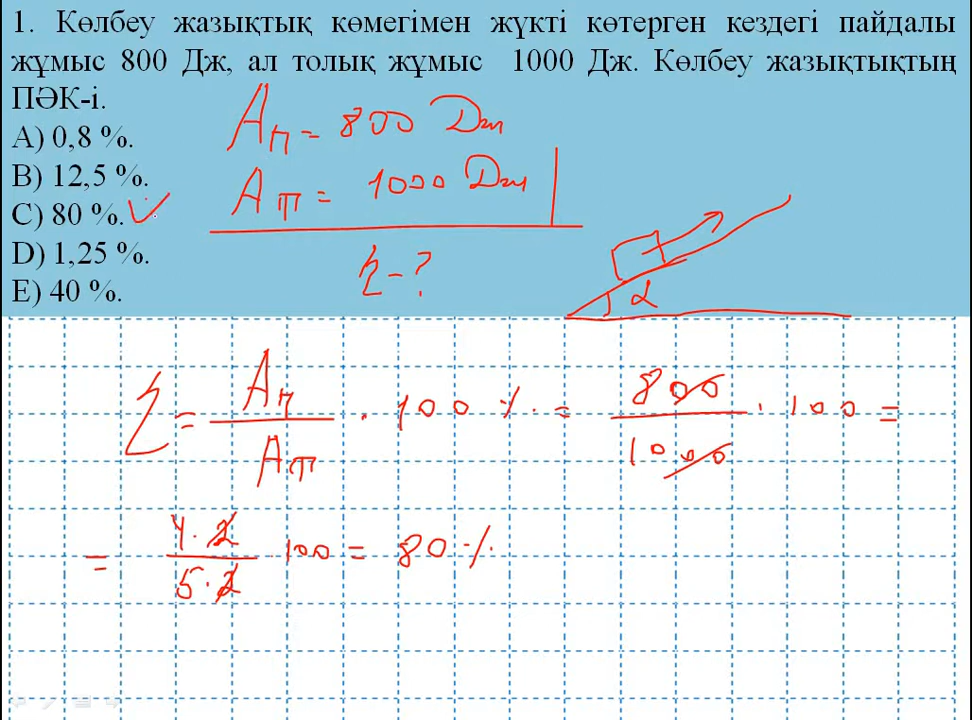 1. Көлбеу жазықтық көмегімен жүкті көтерген кездегі пайдалы
жұмыс 800 Дж, ал толық жұмыс 1000 Дж. Көлбеу жазықтықтың
ПӘК-і.
A) 0,8 %.
B) 12,5 %.
C) 80 %.
D) 1,25 %.
E) 40 %.
Aп = 800 Дж
Aт = 1000 Дж
η - ?
α
η = Aп / Aт · 100 % = 800 / 1000 · 100 =
= 4 · 2 / 5 · 2 · 100 = 80 %